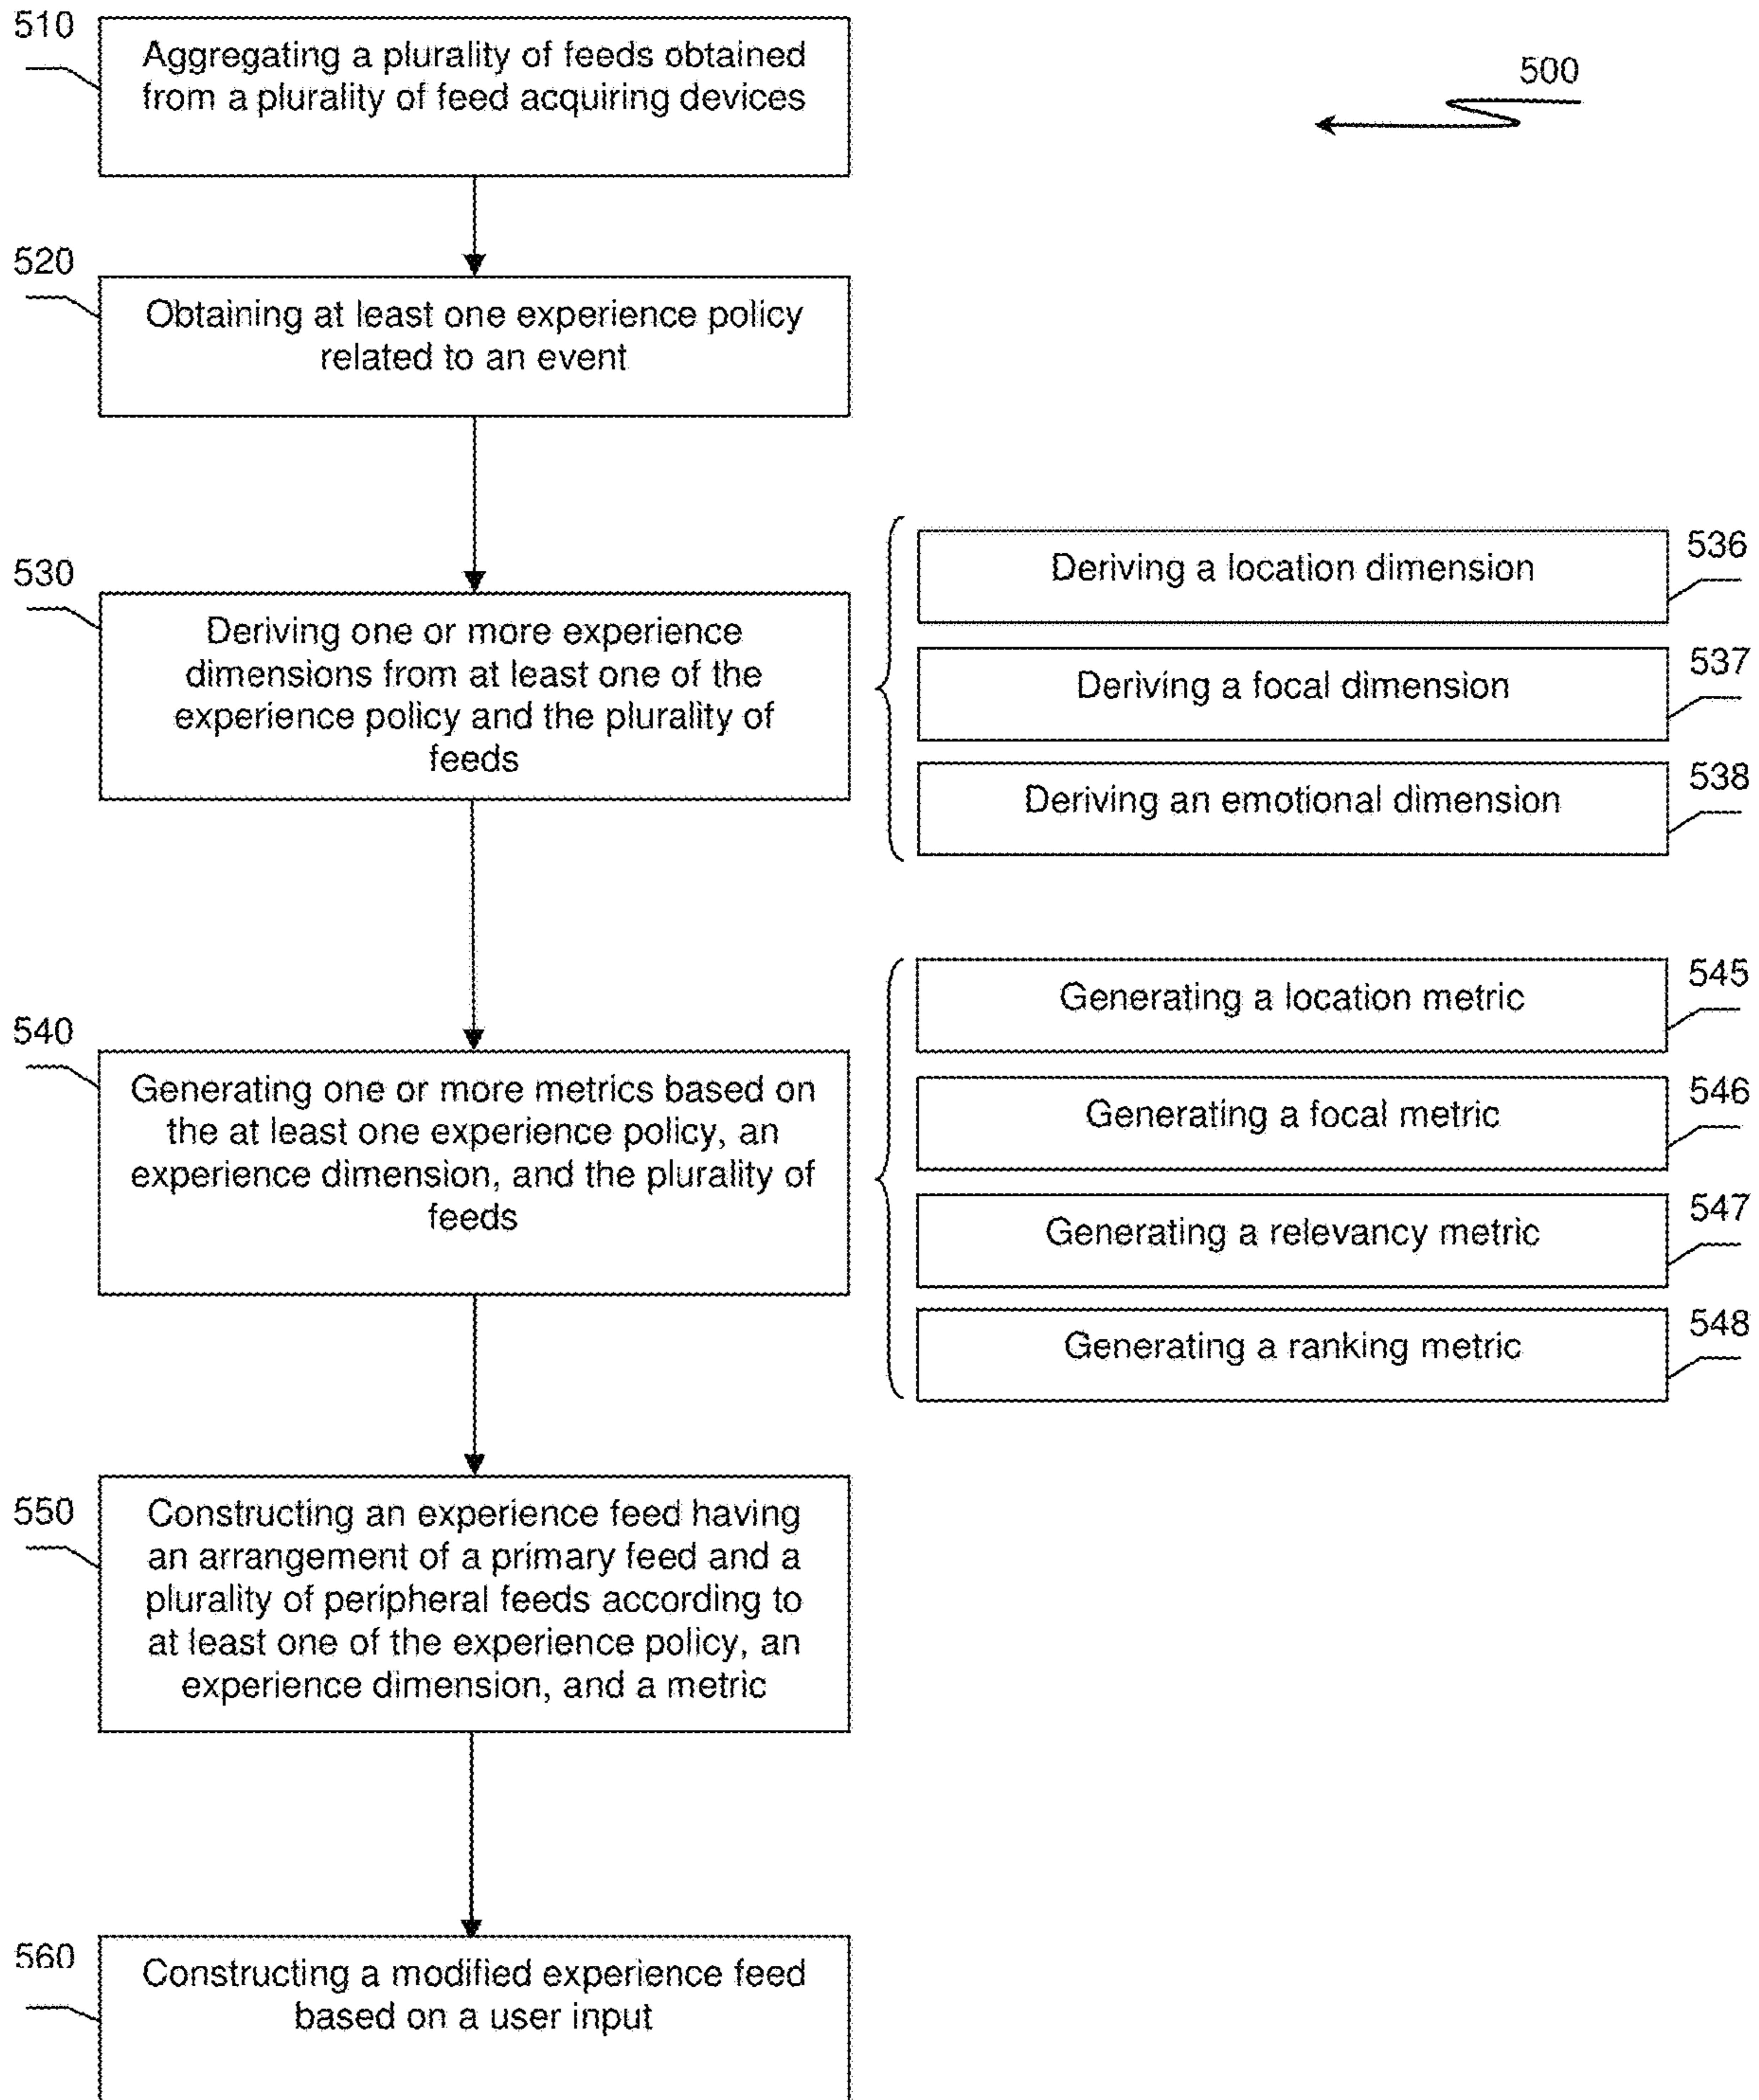 510
Aggregating a plurality of feeds obtained
from a plurality of feed acquiring devices
500
520
Obtaining at least one experience policy
related to an event
530
Deriving one or more experience
dimensions from at least one of the
experience policy and the plurality of
feeds
Deriving a location dimension
536
Deriving a focal dimension
537
Deriving an emotional dimension
538
540
Generating one or more metrics based on
the at least one experience policy, an
experience dimension, and the plurality of
feeds
Generating a location metric
545
Generating a focal metric
546
Generating a relevancy metric
547
Generating a ranking metric
548
550
Constructing an experience feed having
an arrangement of a primary feed and a
plurality of peripheral feeds according to
at least one of the experience policy, an
experience dimension, and a metric
560
Constructing a modified experience feed
based on a user input